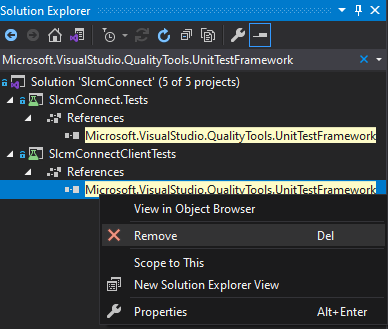 Solution Explorer
Microsoft.VisualStudio.QualityTools.UnitTestFramework
Solution 'SlcmConnect' (5 of 5 projects)
SlcmConnect.Tests
References
Microsoft.VisualStudio.QualityTools.UnitTestFramework
SlcmConnectClientTests
References
Microsoft.VisualStudio.QualityTools.UnitTestFramework
View in Object Browser
Remove Del
Scope to This
New Solution Explorer View
Properties Alt+Enter